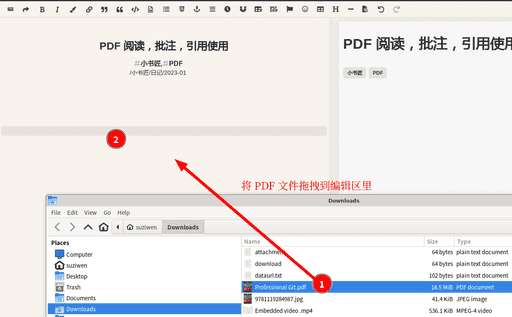 PDF 阅读，批注，引用使用
#小书匠,#PDF
/小书匠/日记/2023-01
PDF 阅读，批注，引用使用
小书匠 PDF
2
将 PDF 文件拖拽到编辑区里
Downloads
File Edit View Go Help
suziwen Downloads
Places
Computer
suziwen
Desktop
Trash
Documents
Downloads
Name Size Type
attachment 64 bytes plain text document
download 64 bytes plain text document
dataurl.txt 102 bytes plain text document
Professional Git.pdf 18.5 MiB PDF document
9781119284987.jpg 41.4 KiB JPEG image
Embedded video .mp4 536.1 KiB MPEG-4 video
1